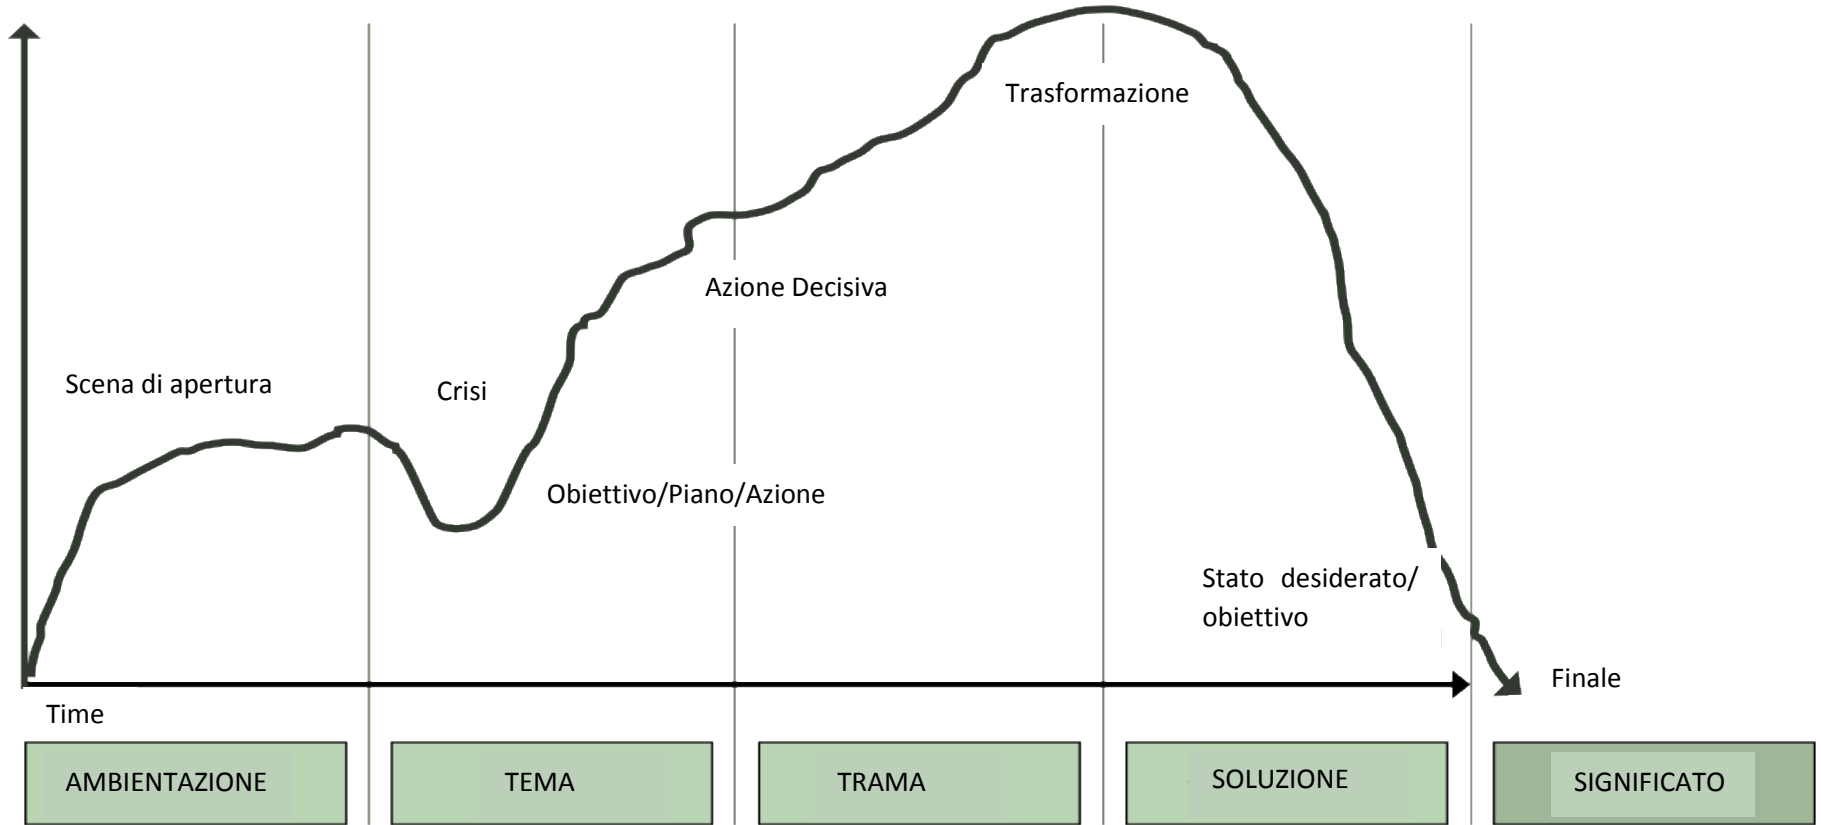 Trasformazione
Azione Decisiva
Scena di apertura
Crisi
Obiettivo/Piano/Azione
Stato desiderato/
obiettivo
Finale
Time
AMBIENTAZIONE
TEMA
TRAMA
SOLUZIONE
SIGNIFICATO